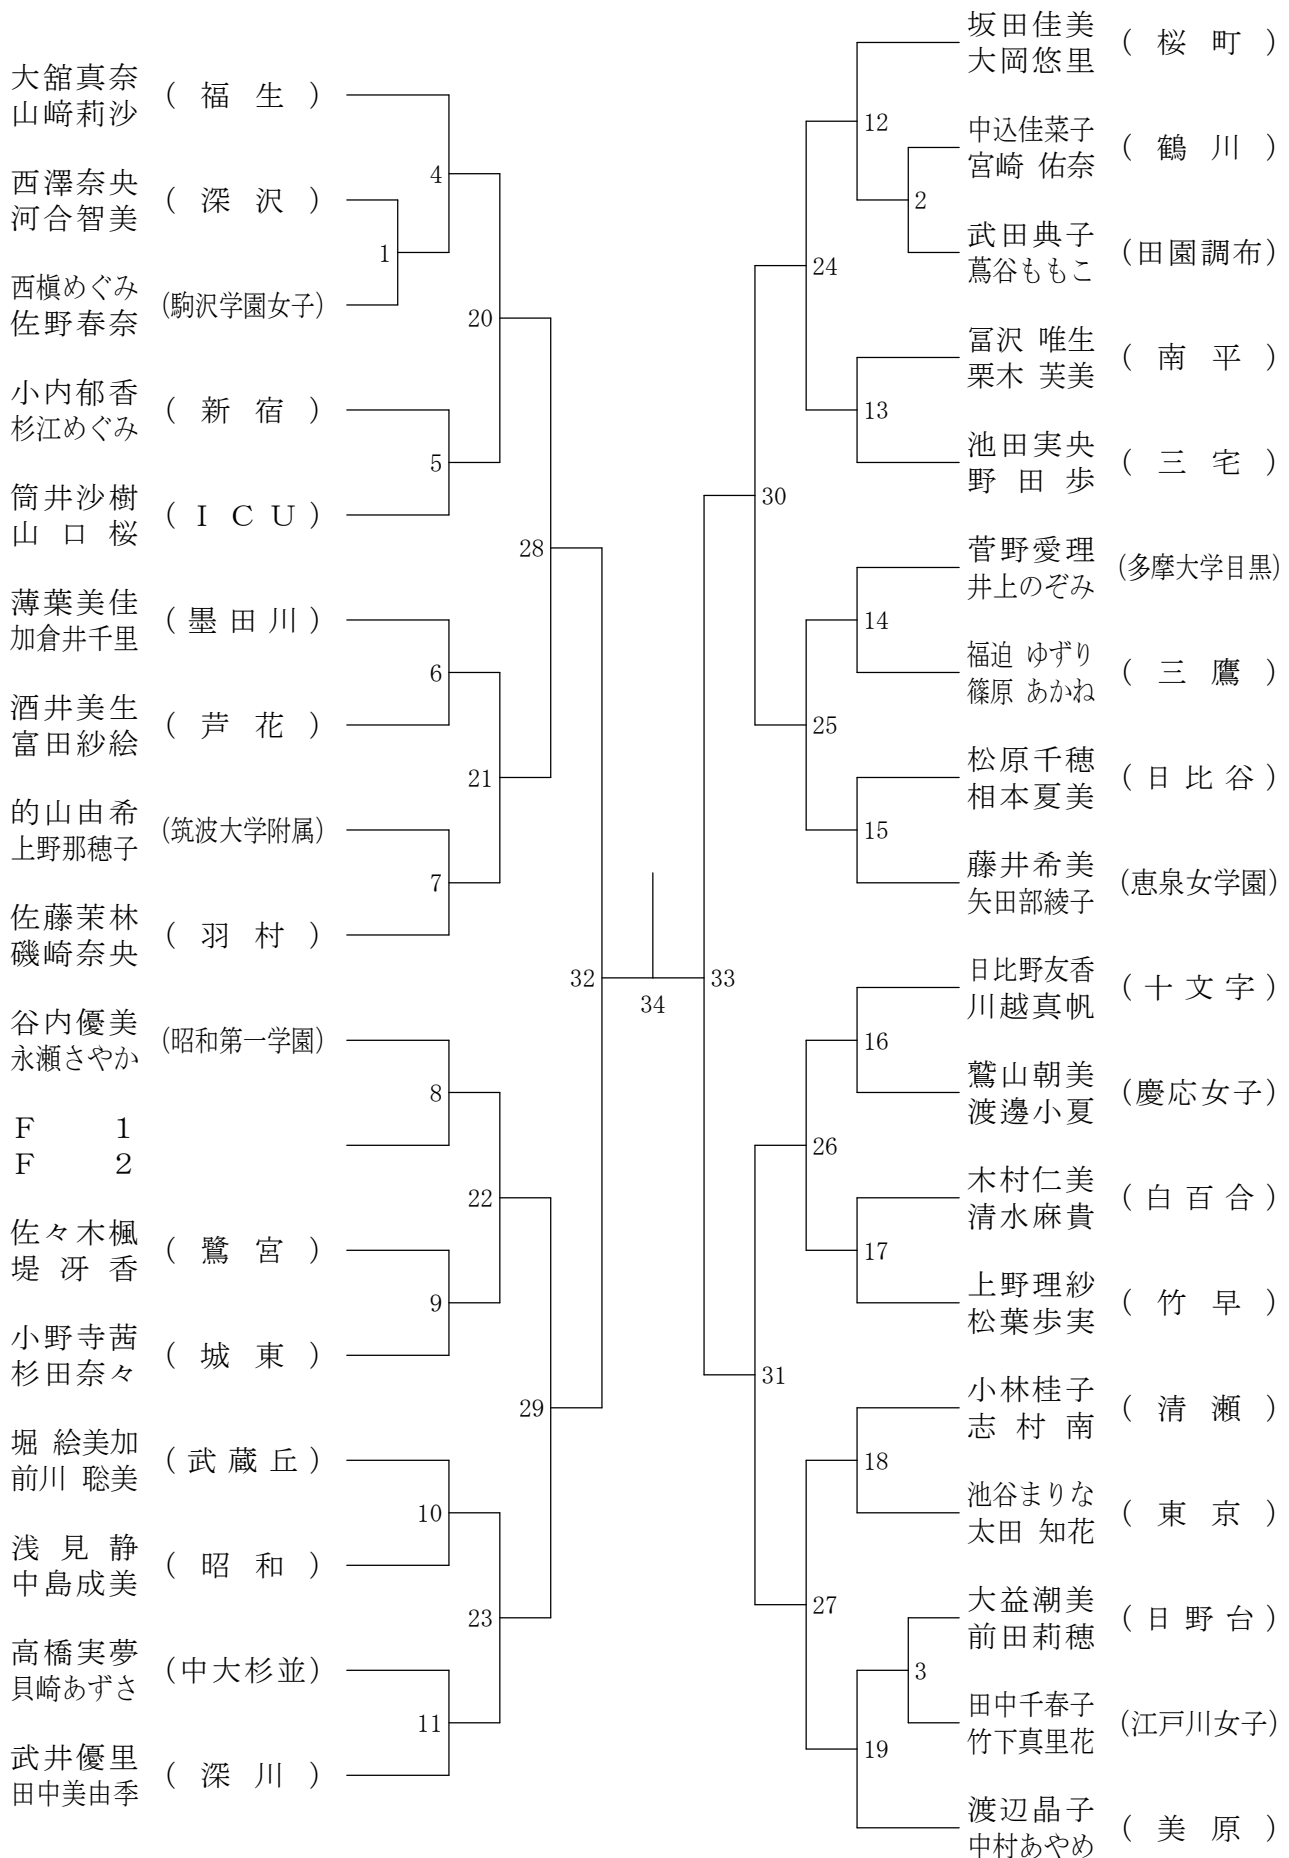 大舘真奈
山﨑莉沙
(福生)
西澤奈央
河合智美
(深沢)
西槇めぐみ
佐野春奈
(駒沢学園女子)
小内郁香
杉江めぐみ
(新宿)
筒井沙樹
山口桜
(ＩＣＵ)
薄葉美佳
加倉井千里
(墨田川)
酒井美生
富田紗絵
(芦花)
的山由希
上野那穂子
(筑波大学附属)
佐藤茉林
磯崎奈央
(羽村)
谷内優美
永瀬さやか
(昭和第一学園)
Ｆ 1
Ｆ 2
佐々木楓
堤冴香
(鷺宮)
小野寺茜
杉田奈々
(城東)
堀 絵美加
前川 聡美
(武蔵丘)
浅見静
中島成美
(昭和)
高橋実夢
貝崎あずさ
(中大杉並)
武井優里
田中美由季
(深川)
4
1
20
5
28
6
21
7
32
8
22
9
29
10
23
11
34
33
12
2
24
13
30
14
25
15
16
26
17
31
18
27
3
19
坂田佳美
大岡悠里
(桜町)
中込佳菜子
宮崎 佑奈
(鶴川)
武田典子
蔦谷ももこ
(田園調布)
冨沢 唯生
栗木 芙美
(南平)
池田実央
野田歩
(三宅)
菅野愛理
井上のぞみ
(多摩大学目黒)
福迫 ゆずり
篠原 あかね
(三鷹)
松原千穂
相本夏美
(日比谷)
藤井希美
矢田部綾子
(恵泉女学園)
日比野友香
川越真帆
(十文字)
鷲山朝美
渡邊小夏
(慶応女子)
木村仁美
清水麻貴
(白百合)
上野理紗
松葉歩実
(竹早)
小林桂子
志村南
(清瀬)
池谷まりな
太田 知花
(東京)
大益潮美
前田莉穂
(日野台)
田中千春子
竹下真里花
(江戸川女子)
渡辺晶子
中村あやめ
(美原)